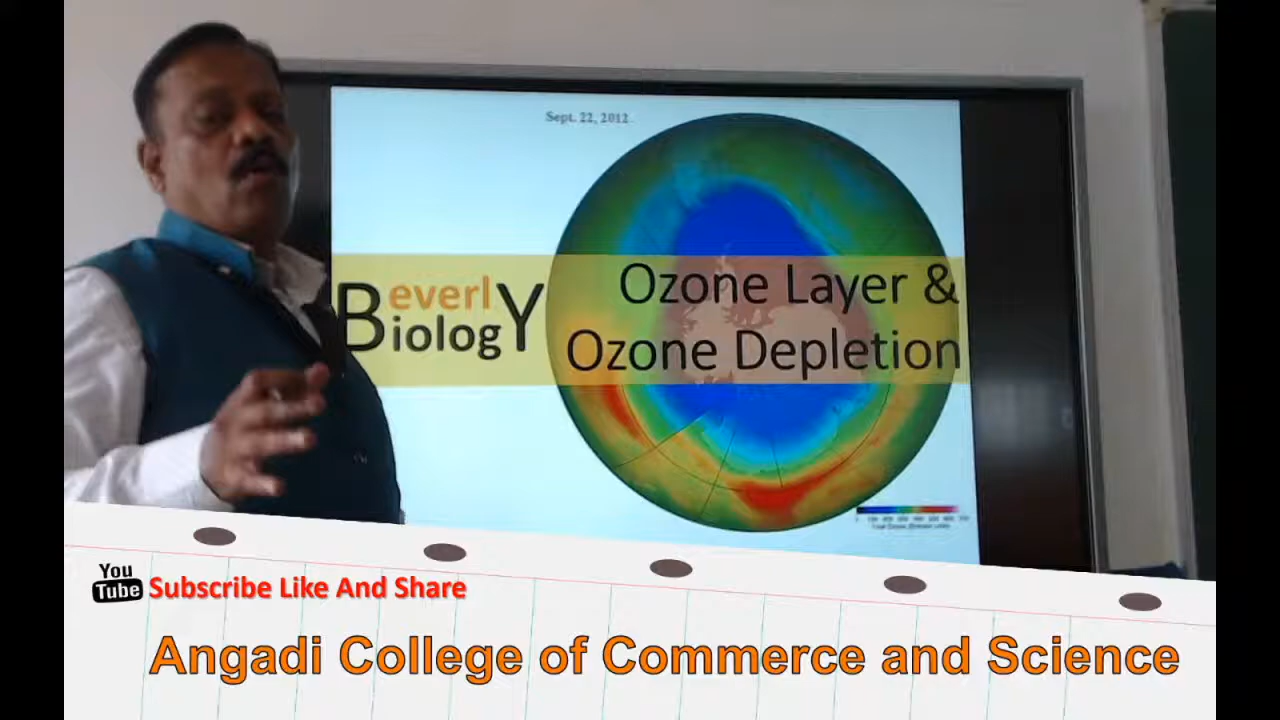 Sept. 22, 2012
Beverly
Biology
Ozone Layer &
Ozone Depletion
You
Tube
Subscribe Like And Share
Angadi College of Commerce and Science